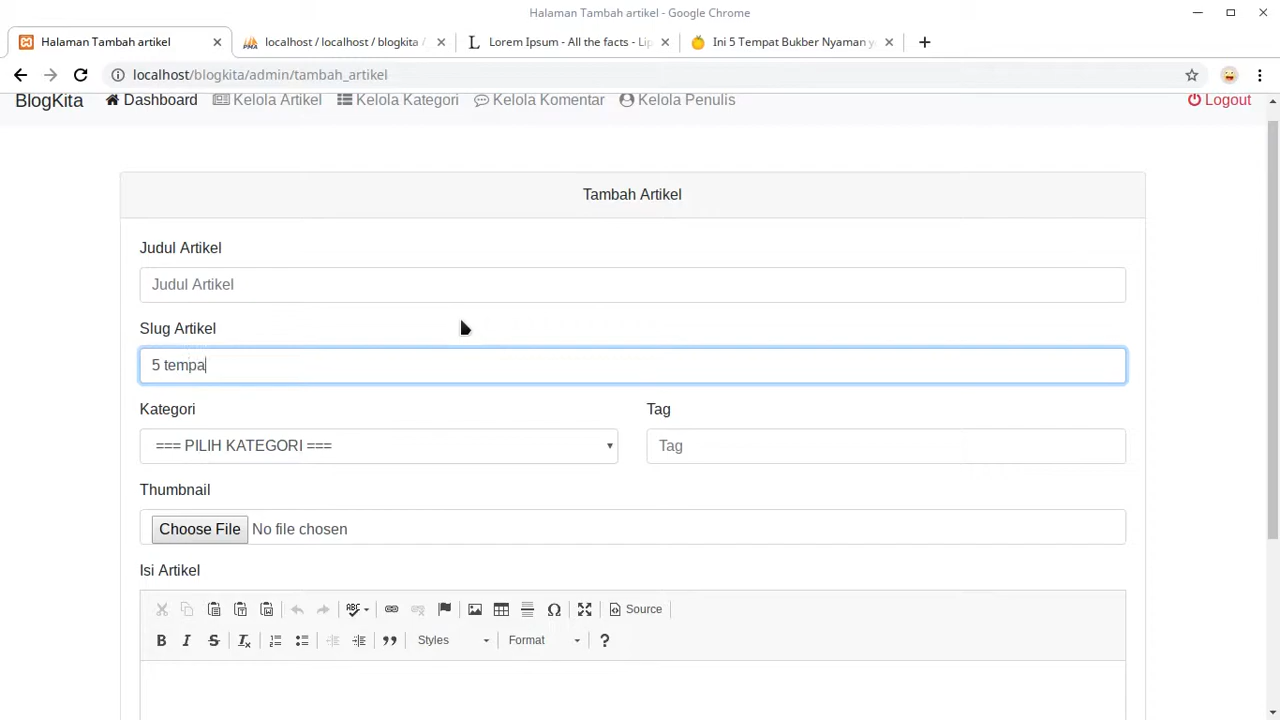 Halaman Tambah artikel - Google Chrome
Halaman Tambah artikel
localhost / localhost / blogkita /
Lorem Ipsum - All the facts - Lip
Ini 5 Tempat Bukber Nyaman y
localhost/blogkita/admin/tambah_artikel
BlogKita Dashboard Kelola Artikel Kelola Kategori Kelola Komentar Kelola Penulis Logout
Tambah Artikel
Judul Artikel
Judul Artikel
Slug Artikel
5 tempa
Kategori Tag
=== PILIH KATEGORI === Tag
Thumbnail
Choose File No file chosen
Isi Artikel
ABC Ω Source
B I S Tx Styles Format ?